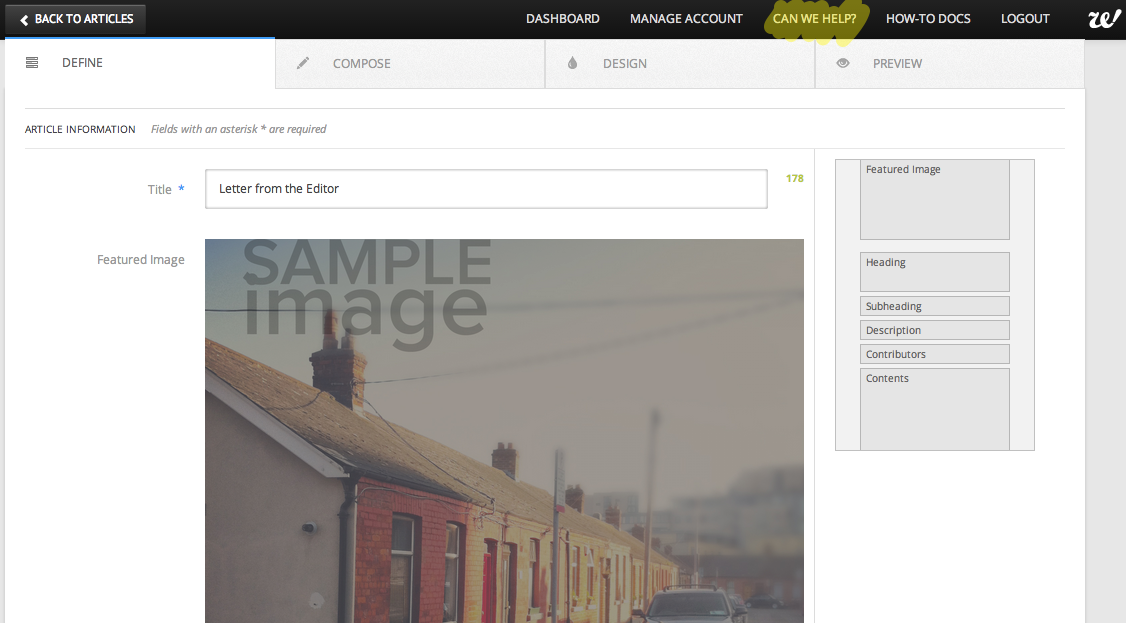 BACK TO ARTICLES
DASHBOARD MANAGE ACCOUNT CAN WE HELP? HOW-TO DOCS LOGOUT
DEFINE COMPOSE DESIGN PREVIEW
ARTICLE INFORMATION Fields with an asterisk * are required
Title * Letter from the Editor 178
Featured Image
SAMPLE
image
Featured Image
Heading
Subheading
Description
Contributors
Contents